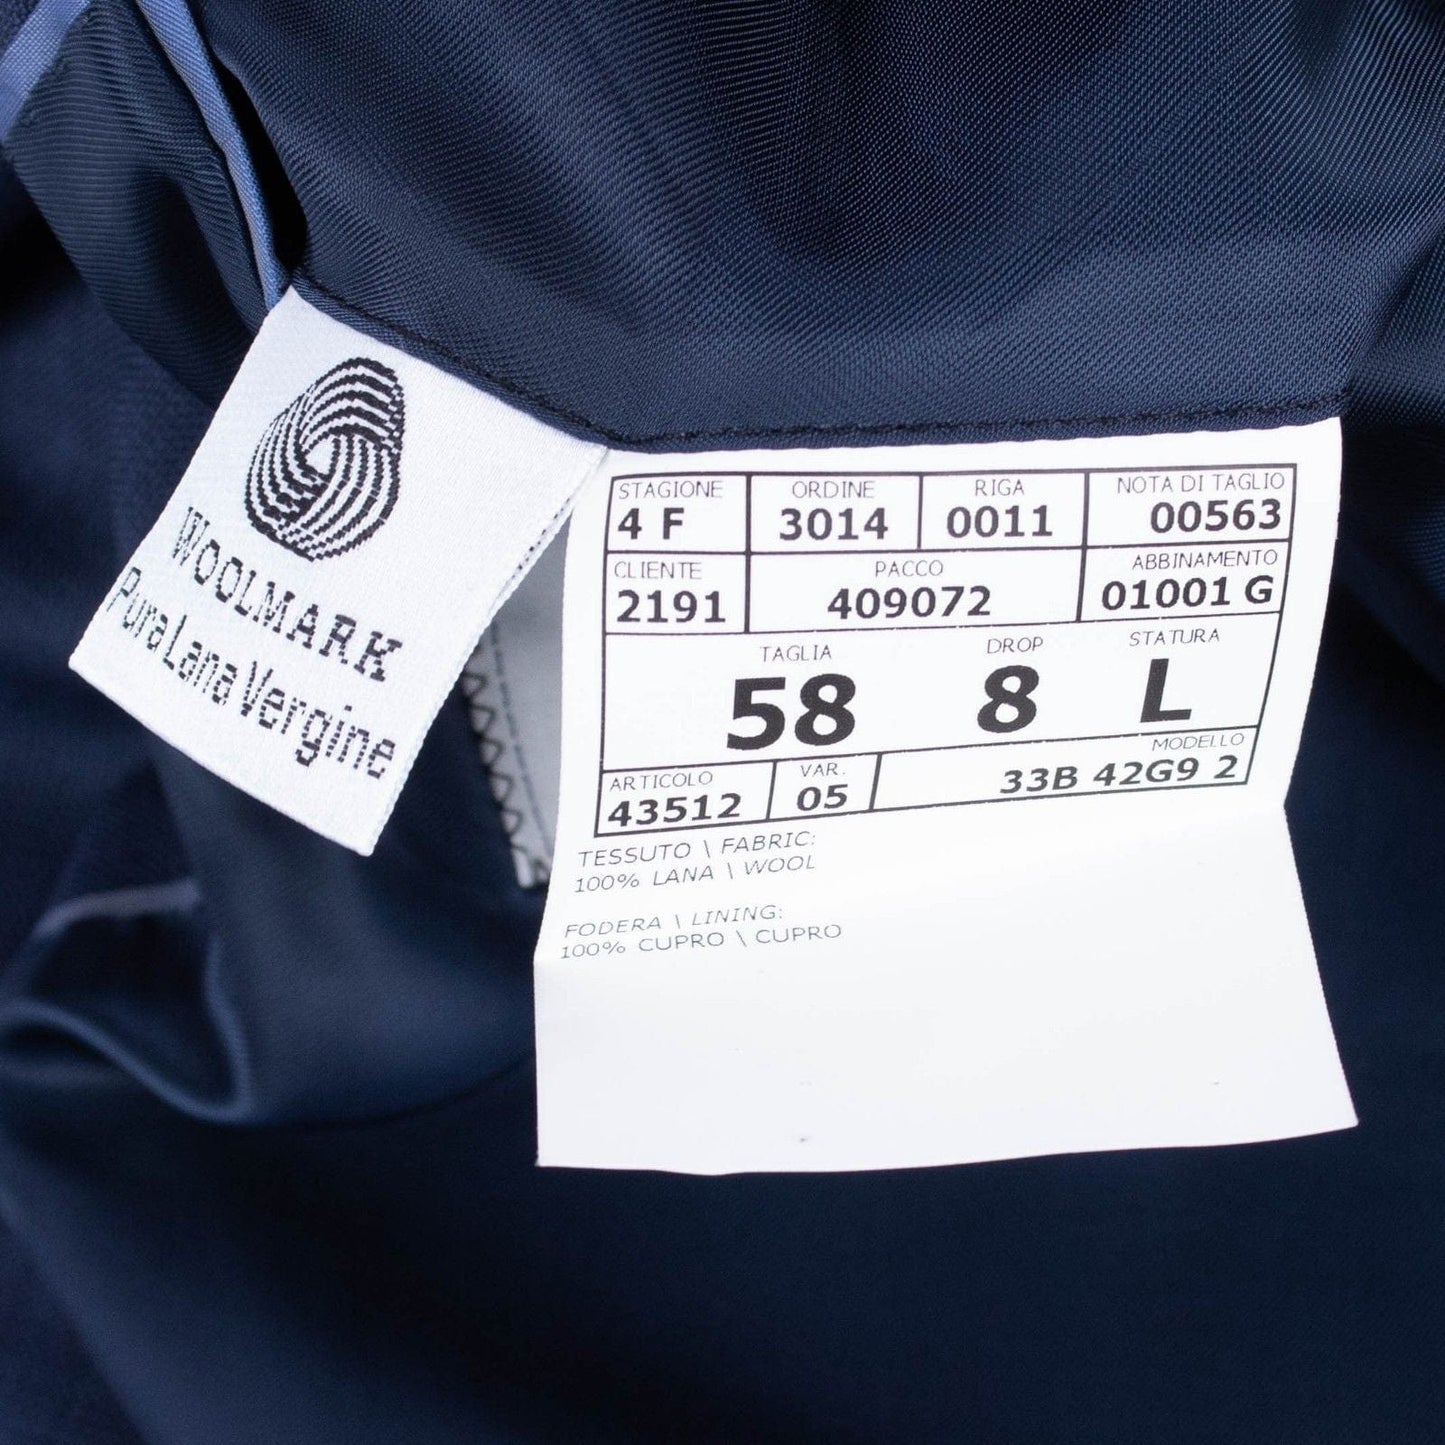 WOOLMARK
Pura Lana Vergine
STAGIONE ORDINE RIGA NOTA DI TAGLIO
4 F 3014 0011 00563
CLIENTE PACCO ABBINAMENTO
2191 409072 01001 G
TAGLIA DROP STATURA
58 8 L
ARTICOLO VAR. MODELLO
43512 05 33B 42G9 2
TESSUTO \ FABRIC:
100% LANA \ WOOL
FODERA \ LINING:
100% CUPRO \ CUPRO